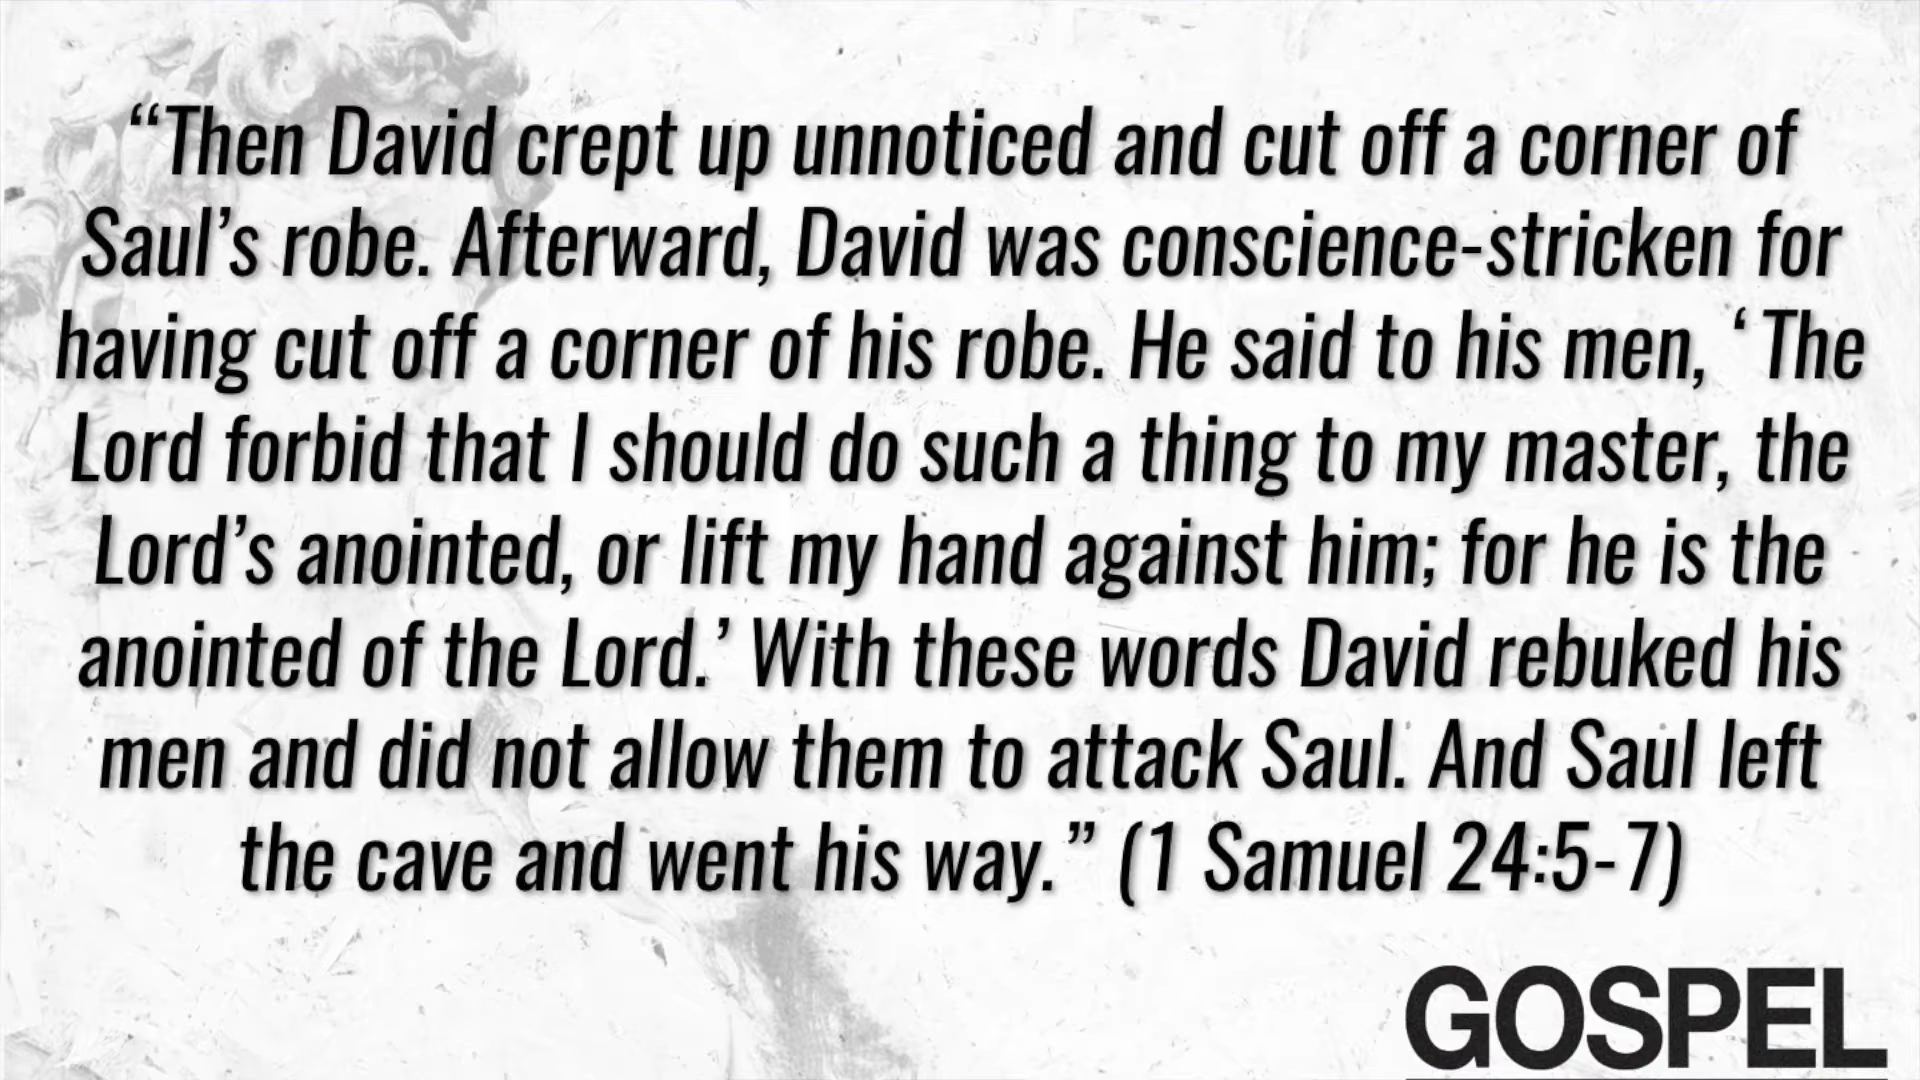 “Then David crept up unnoticed and cut off a corner of
Saul’s robe. Afterward, David was conscience-stricken for
having cut off a corner of his robe. He said to his men, ‘The
Lord forbid that I should do such a thing to my master, the
Lord’s anointed, or lift my hand against him; for he is the
anointed of the Lord.’ With these words David rebuked his
men and did not allow them to attack Saul. And Saul left
the cave and went his way.” (1 Samuel 24:5-7)
GOSPEL